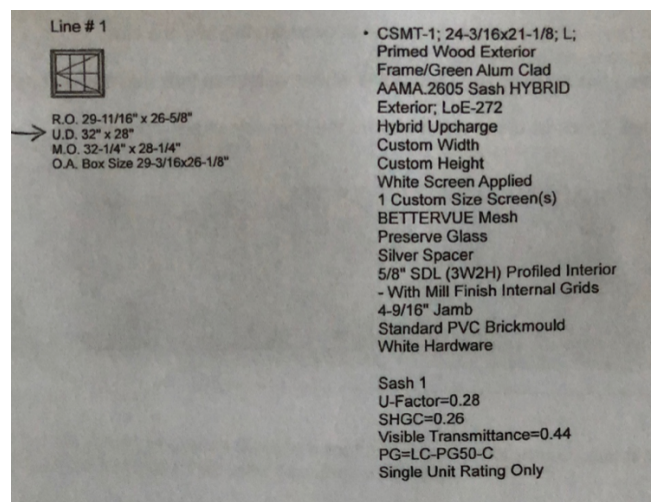 Line # 1
R.O. 29-11/16" x 26-5/8"
U.D. 32" x 28"
M.O. 32-1/4" x 28-1/4"
O.A. Box Size 29-3/16x26-1/8"
• CSMT-1; 24-3/16x21-1/8; L;
Primed Wood Exterior
Frame/Green Alum Clad
AAMA.2605 Sash HYBRID
Exterior; LoE-272
Hybrid Upcharge
Custom Width
Custom Height
White Screen Applied
1 Custom Size Screen(s)
BETTERVUE Mesh
Preserve Glass
Silver Spacer
5/8" SDL (3W2H) Profiled Interior
- With Mill Finish Internal Grids
4-9/16" Jamb
Standard PVC Brickmould
White Hardware
Sash 1
U-Factor=0.28
SHGC=0.26
Visible Transmittance=0.44
PG=LC-PG50-C
Single Unit Rating Only